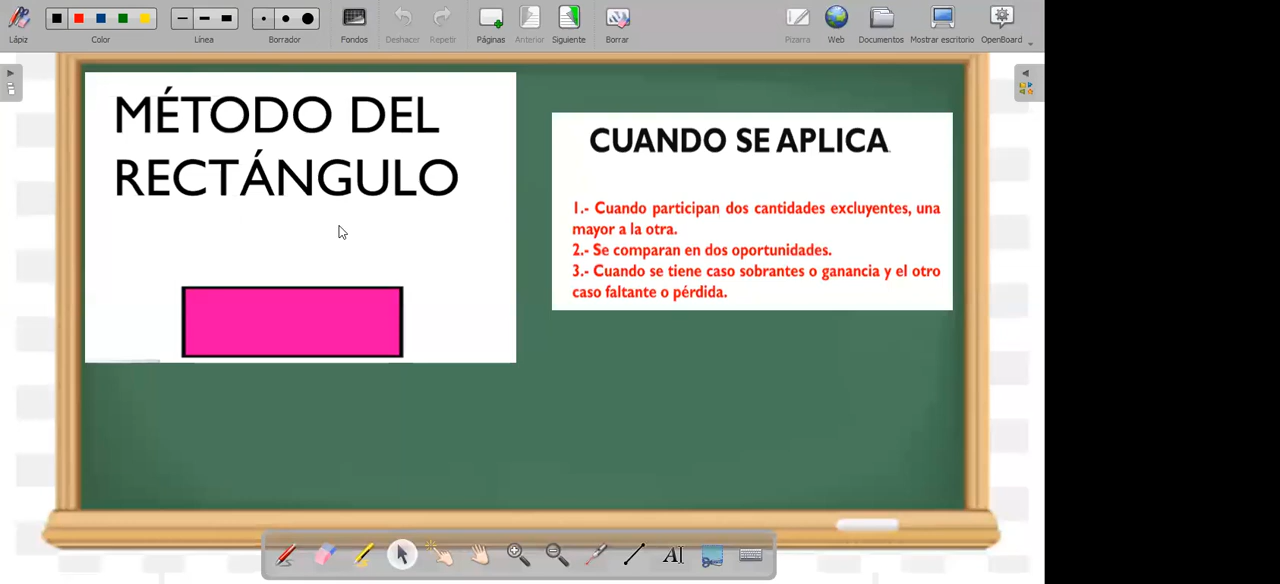 Lápiz
Color
Línea
Borrador
Fondos
Deshacer
Repetir
Páginas
Anterior
Siguiente
Borrar
Pizarra
Web
Documentos
Mostrar escritorio
OpenBoard
MÉTODO DEL
RECTÁNGULO
CUANDO SE APLICA
1.- Cuando participan dos cantidades excluyentes, una
mayor a la otra.
2.- Se comparan en dos oportunidades.
3.- Cuando se tiene caso sobrantes o ganancia y el otro
caso faltante o pérdida.